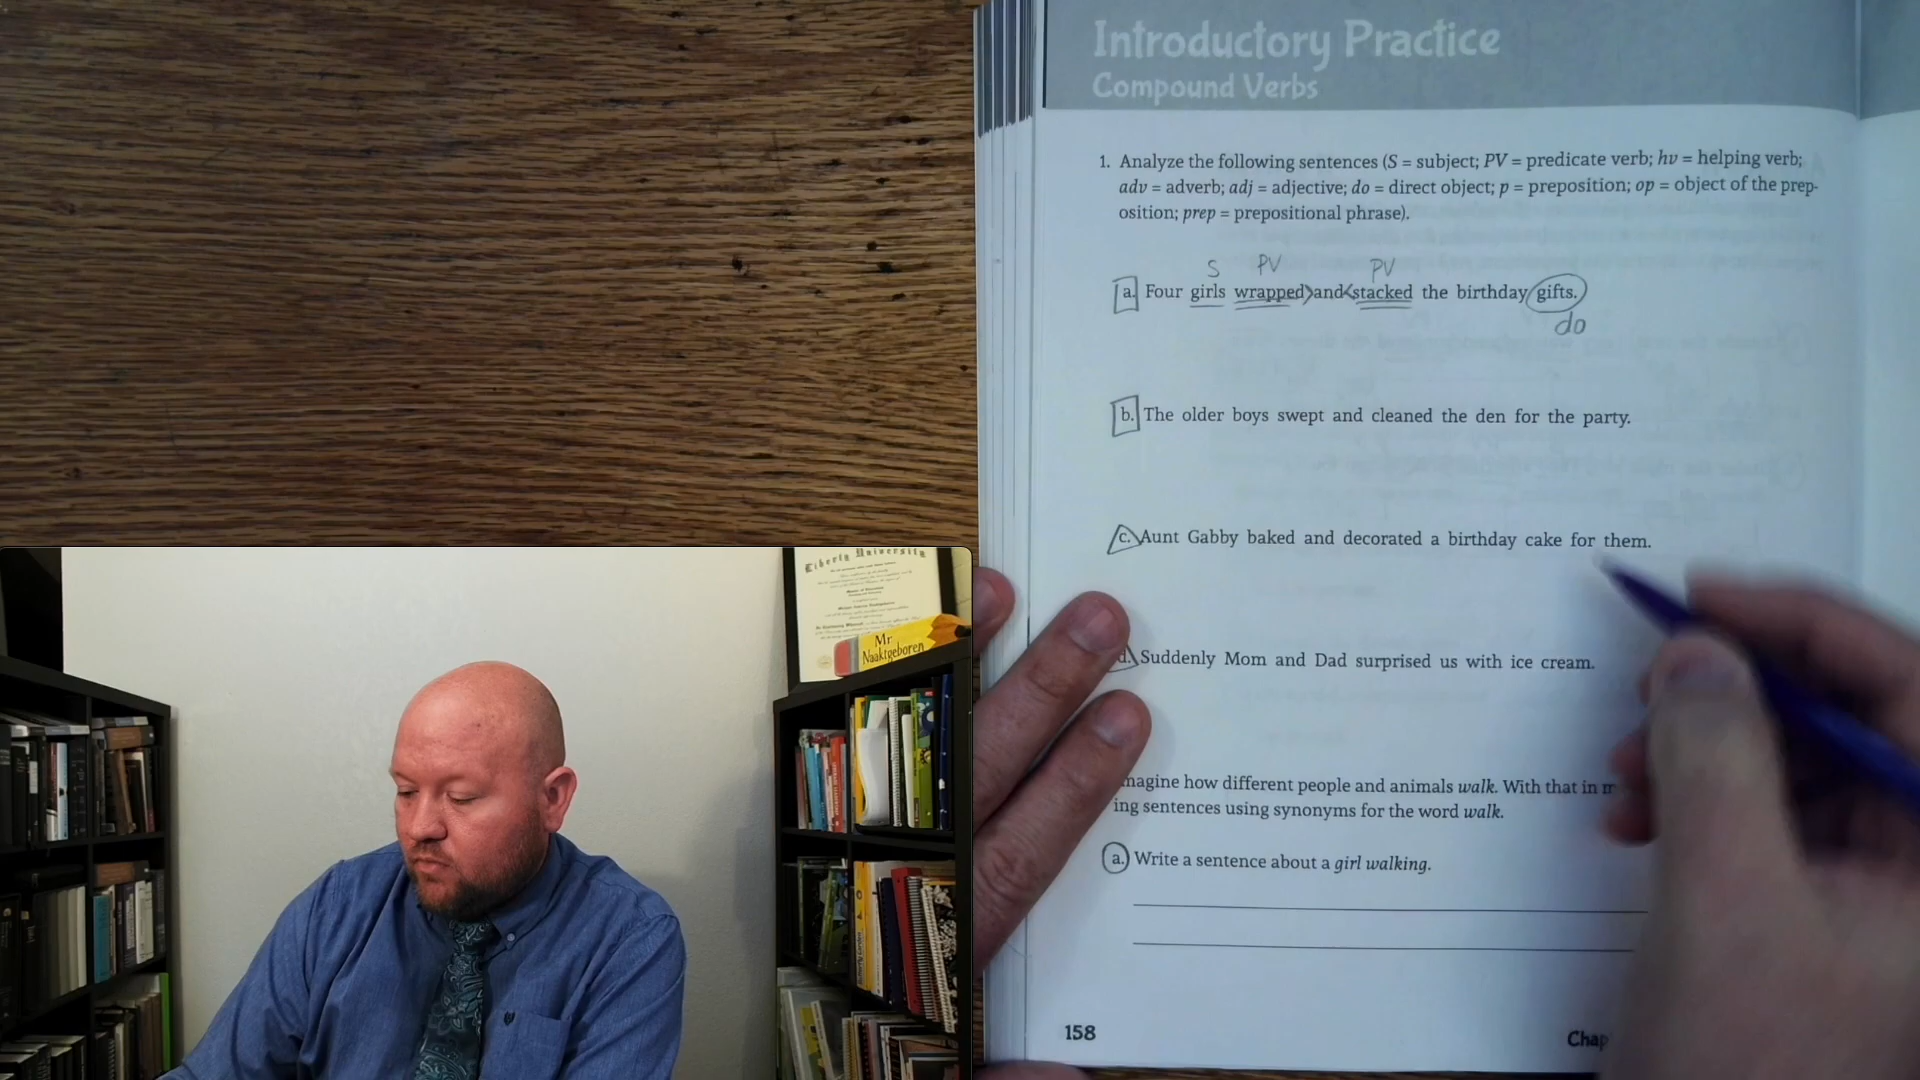 Introductory Practice
Compound Verbs
1. Analyze the following sentences (S = subject; PV = predicate verb; hv = helping verb;
adv = adverb; adj = adjective; do = direct object; p = preposition; op = object of the prep-
osition; prep = prepositional phrase).
S PV PV
a. Four girls wrapped and stacked the birthday gifts.
do
b. The older boys swept and cleaned the den for the party.
c. Aunt Gabby baked and decorated a birthday cake for them.
d. Suddenly Mom and Dad surprised us with ice cream.
how different people and animals walk. With that in
ing sentences using synonyms for the word walk.
a. Write a sentence about a girl walking.
158
Chap
Liberty University
Mr
Naaktgeboren